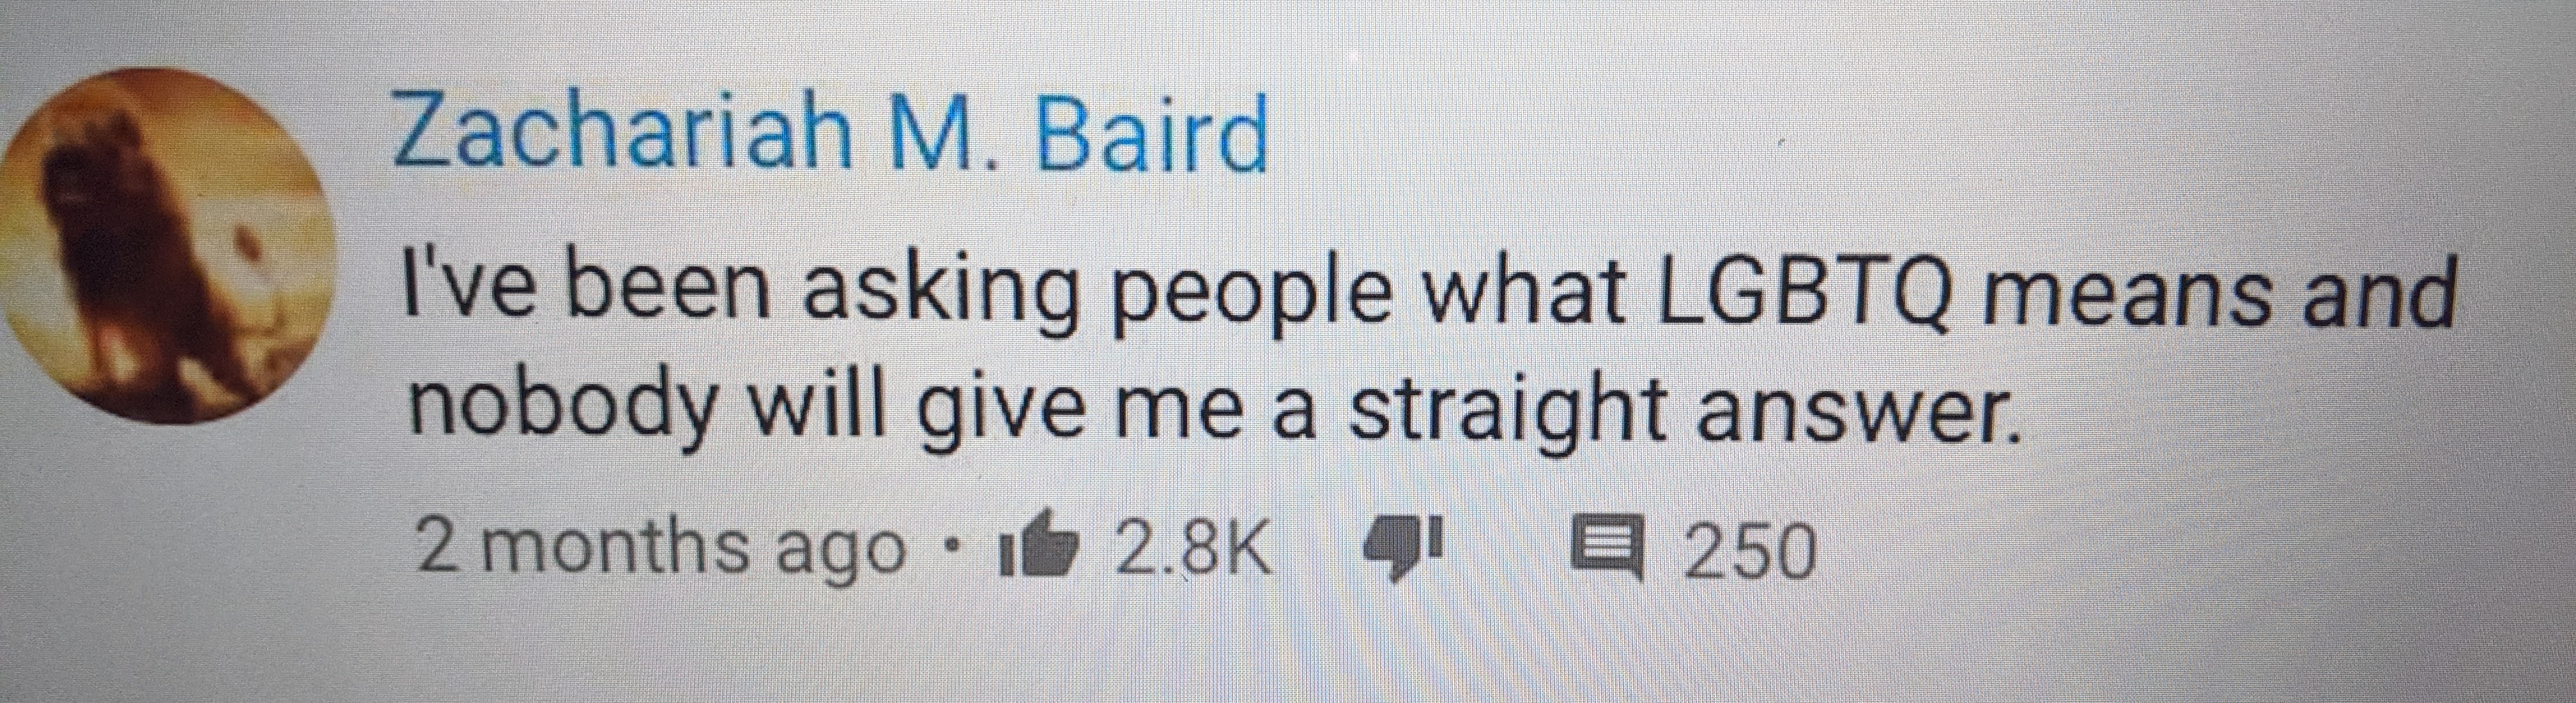 Zachariah M. Baird
I've been asking people what LGBTQ means and
nobody will give me a straight answer.
2 months ago • 2.8K 250